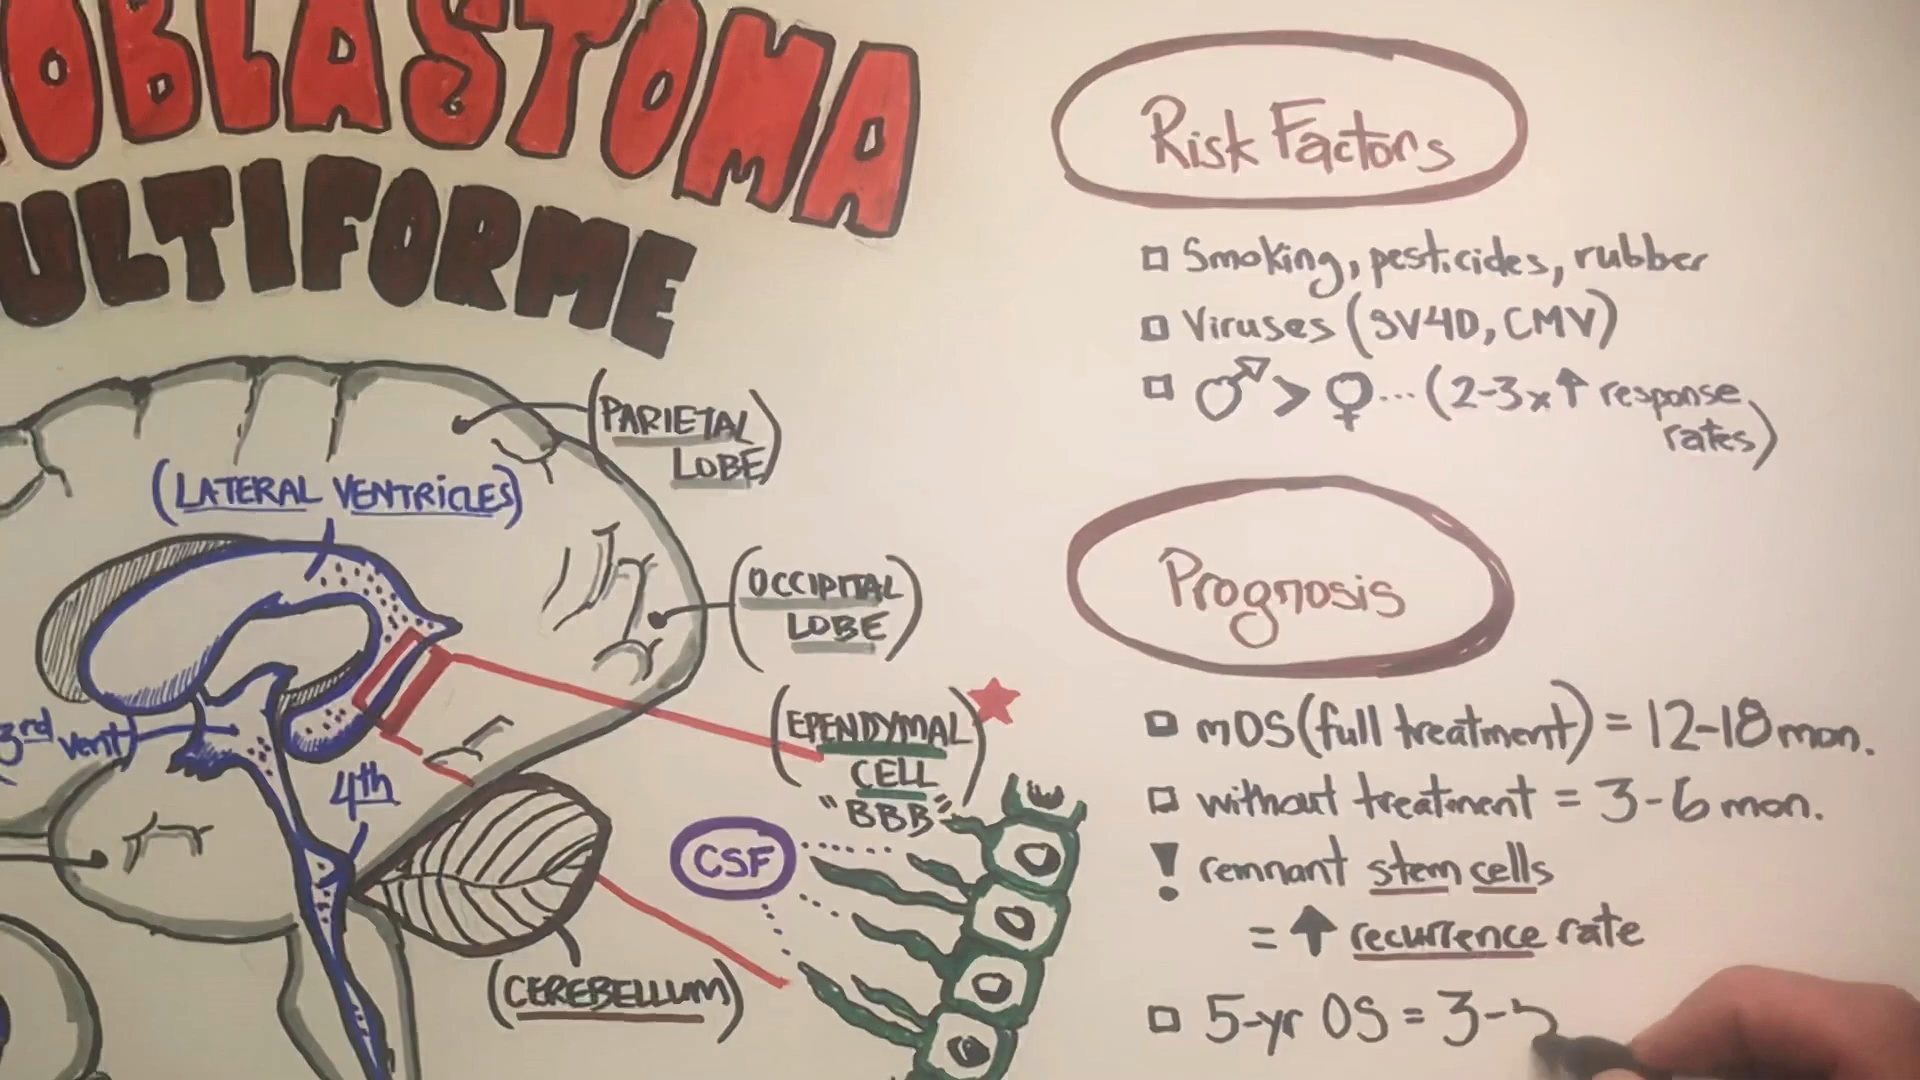 OBLASTOMA
ULTIFORME
(PARIETAL
LOBE)
(LATERAL VENTRICLES)
(OCCIPITAL
LOBE)
3rd vent)
4th
(EPENDYMAL
CELL
"BBB")
CSF
(CEREBELLUM)
Risk Factors
Smoking, pesticides, rubber
Viruses (SV40, CMV)
♂ > ♀... (2-3x ↑ response
rates)
Prognosis
mOS (full treatment) = 12-18 mon.
without treatment = 3-6 mon.
! remnant stem cells
= ↑ recurrence rate
5-yr OS = 3-5